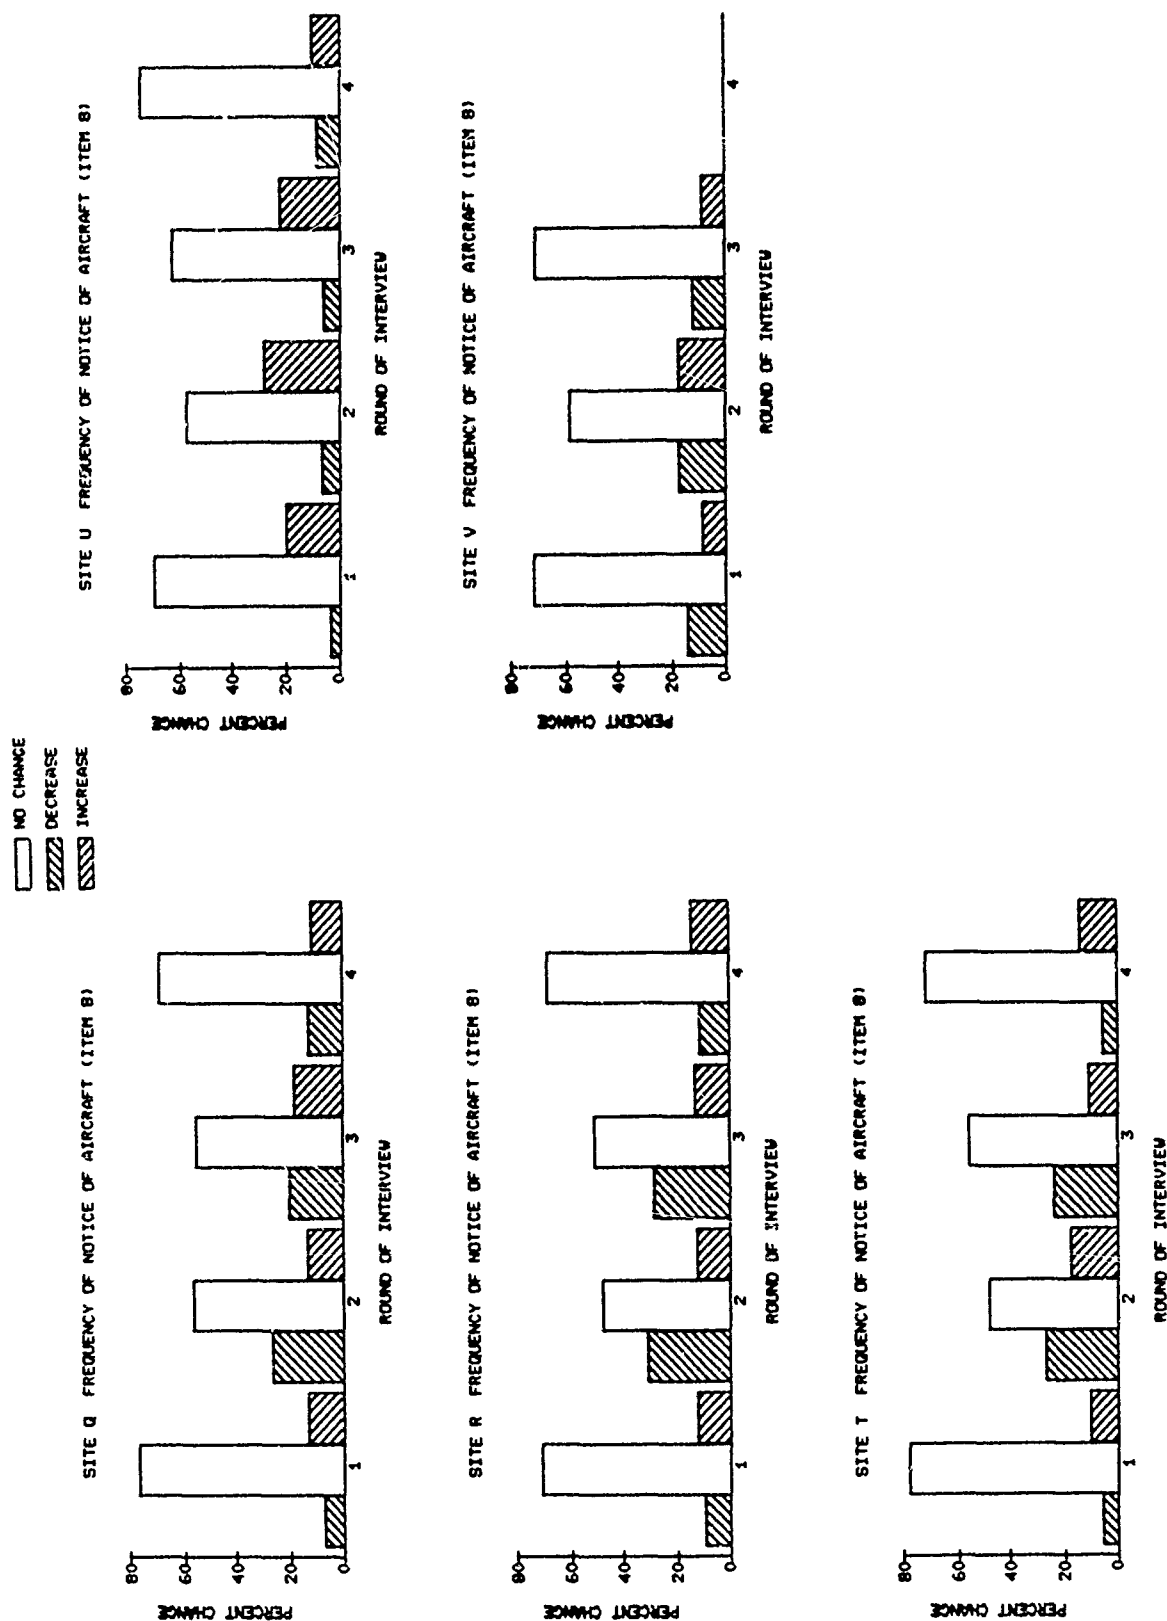 NO CHANGE
DECREASE
INCREASE
SITE Q FREQUENCY OF NOTICE OF AIRCRAFT (ITEM 8)
PERCENT CHANGE
80
60
40
20
0
1 2 3 4
ROUND OF INTERVIEW
SITE R FREQUENCY OF NOTICE OF AIRCRAFT (ITEM 8)
PERCENT CHANGE
80
60
40
20
0
1 2 3 4
ROUND OF INTERVIEW
SITE T FREQUENCY OF NOTICE OF AIRCRAFT (ITEM 8)
PERCENT CHANGE
80
60
40
20
0
1 2 3 4
ROUND OF INTERVIEW
SITE U FREQUENCY OF NOTICE OF AIRCRAFT (ITEM 8)
PERCENT CHANGE
80
60
40
20
0
1 2 3 4
ROUND OF INTERVIEW
SITE V FREQUENCY OF NOTICE OF AIRCRAFT (ITEM 8)
PERCENT CHANGE
80
60
40
20
0
1 2 3 4
ROUND OF INTERVIEW